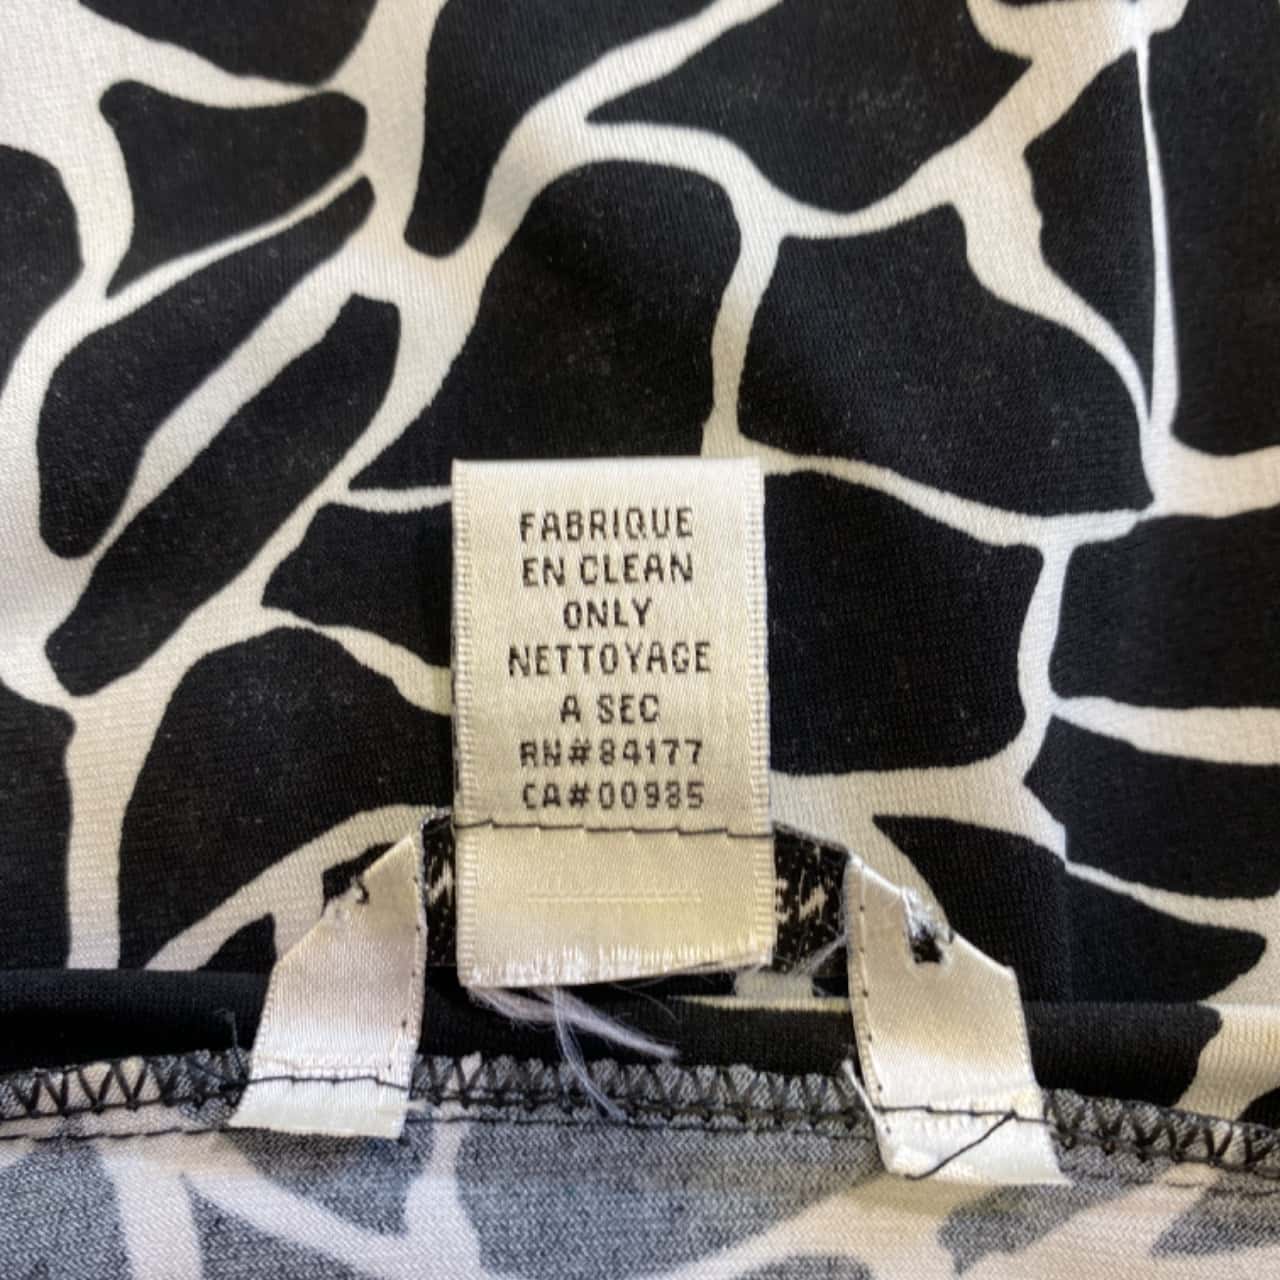 FABRIQUE
EN CLEAN
ONLY
NETTOYAGE
A SEC
RN#84177
CA#00985